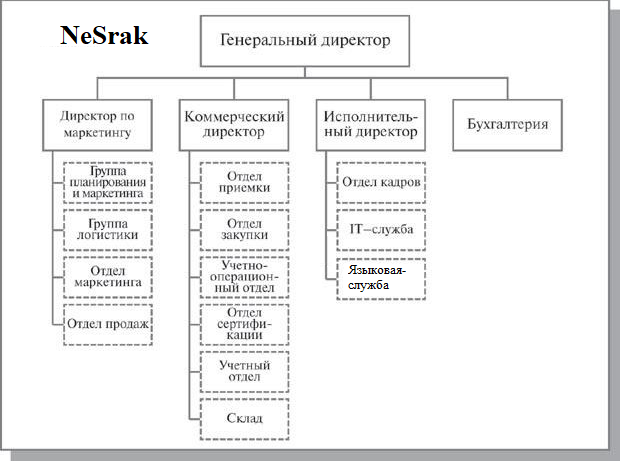 NeSrak
Генеральный директор
Директор по
маркетингу
Группа
планирования
и маркетинга
Группа
логистики
Отдел
маркетинга
Отдел продаж
Коммерческий
директор
Отдел
приемки
Отдел
закупки
Учетно-
операцион-
ный отдел
Отдел
сертифи-
кации
Учетный
отдел
Склад
Исполнитель-
ный директор
Отдел кадров
IT–служба
Языковая-
служба
Бухгалтерия